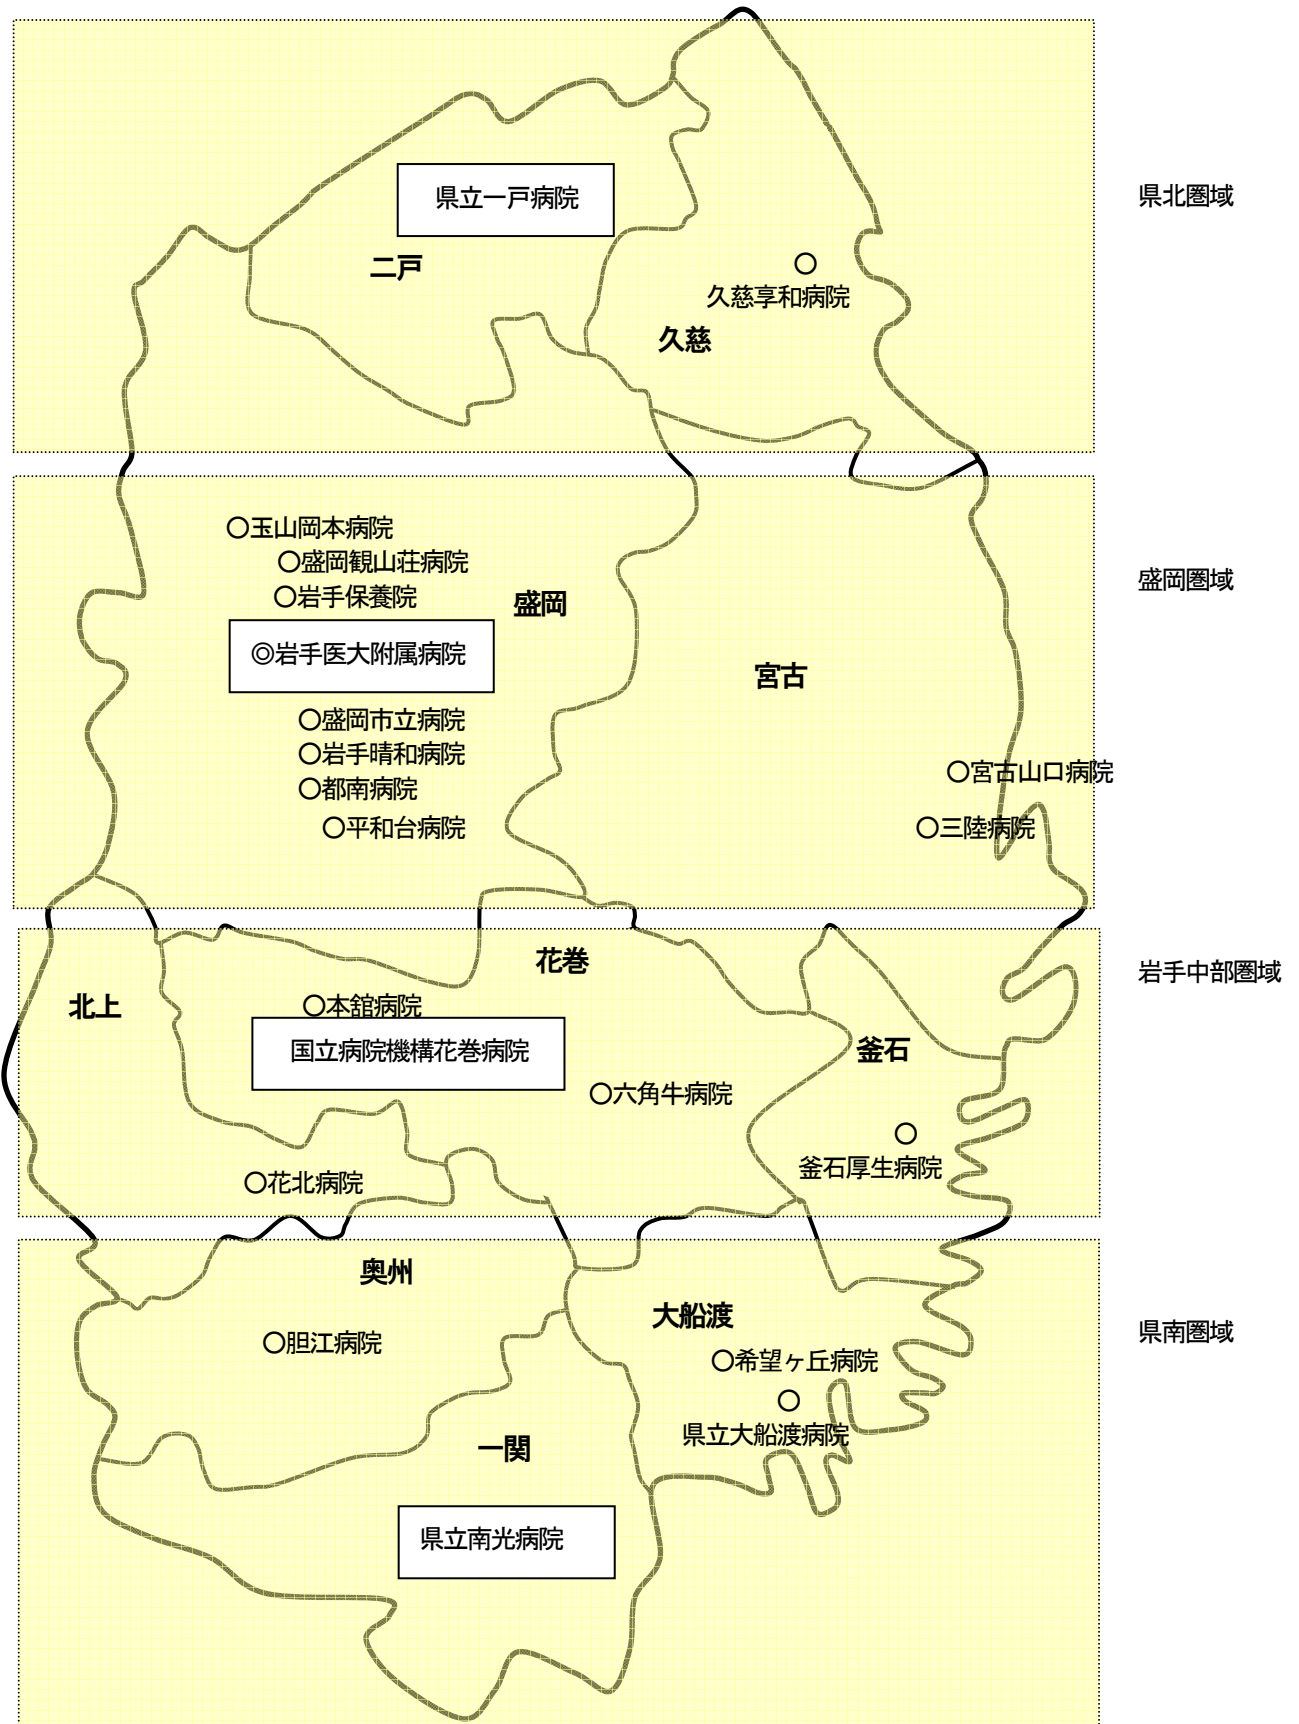 県立一戸病院
県北圏域
二戸
○
久慈享和病院
久慈
○玉山岡本病院
○盛岡観山荘病院
○岩手保養院
盛岡
盛岡圏域
◎岩手医大附属病院
宮古
○盛岡市立病院
○岩手晴和病院
○都南病院
○平和台病院
○宮古山口病院
○三陸病院
花巻
岩手中部圏域
北上
○本舘病院
国立病院機構花巻病院
釜石
○六角牛病院
○
釜石厚生病院
○花北病院
奥州
大船渡
県南圏域
○胆江病院
○希望ヶ丘病院
○
県立大船渡病院
一関
県立南光病院